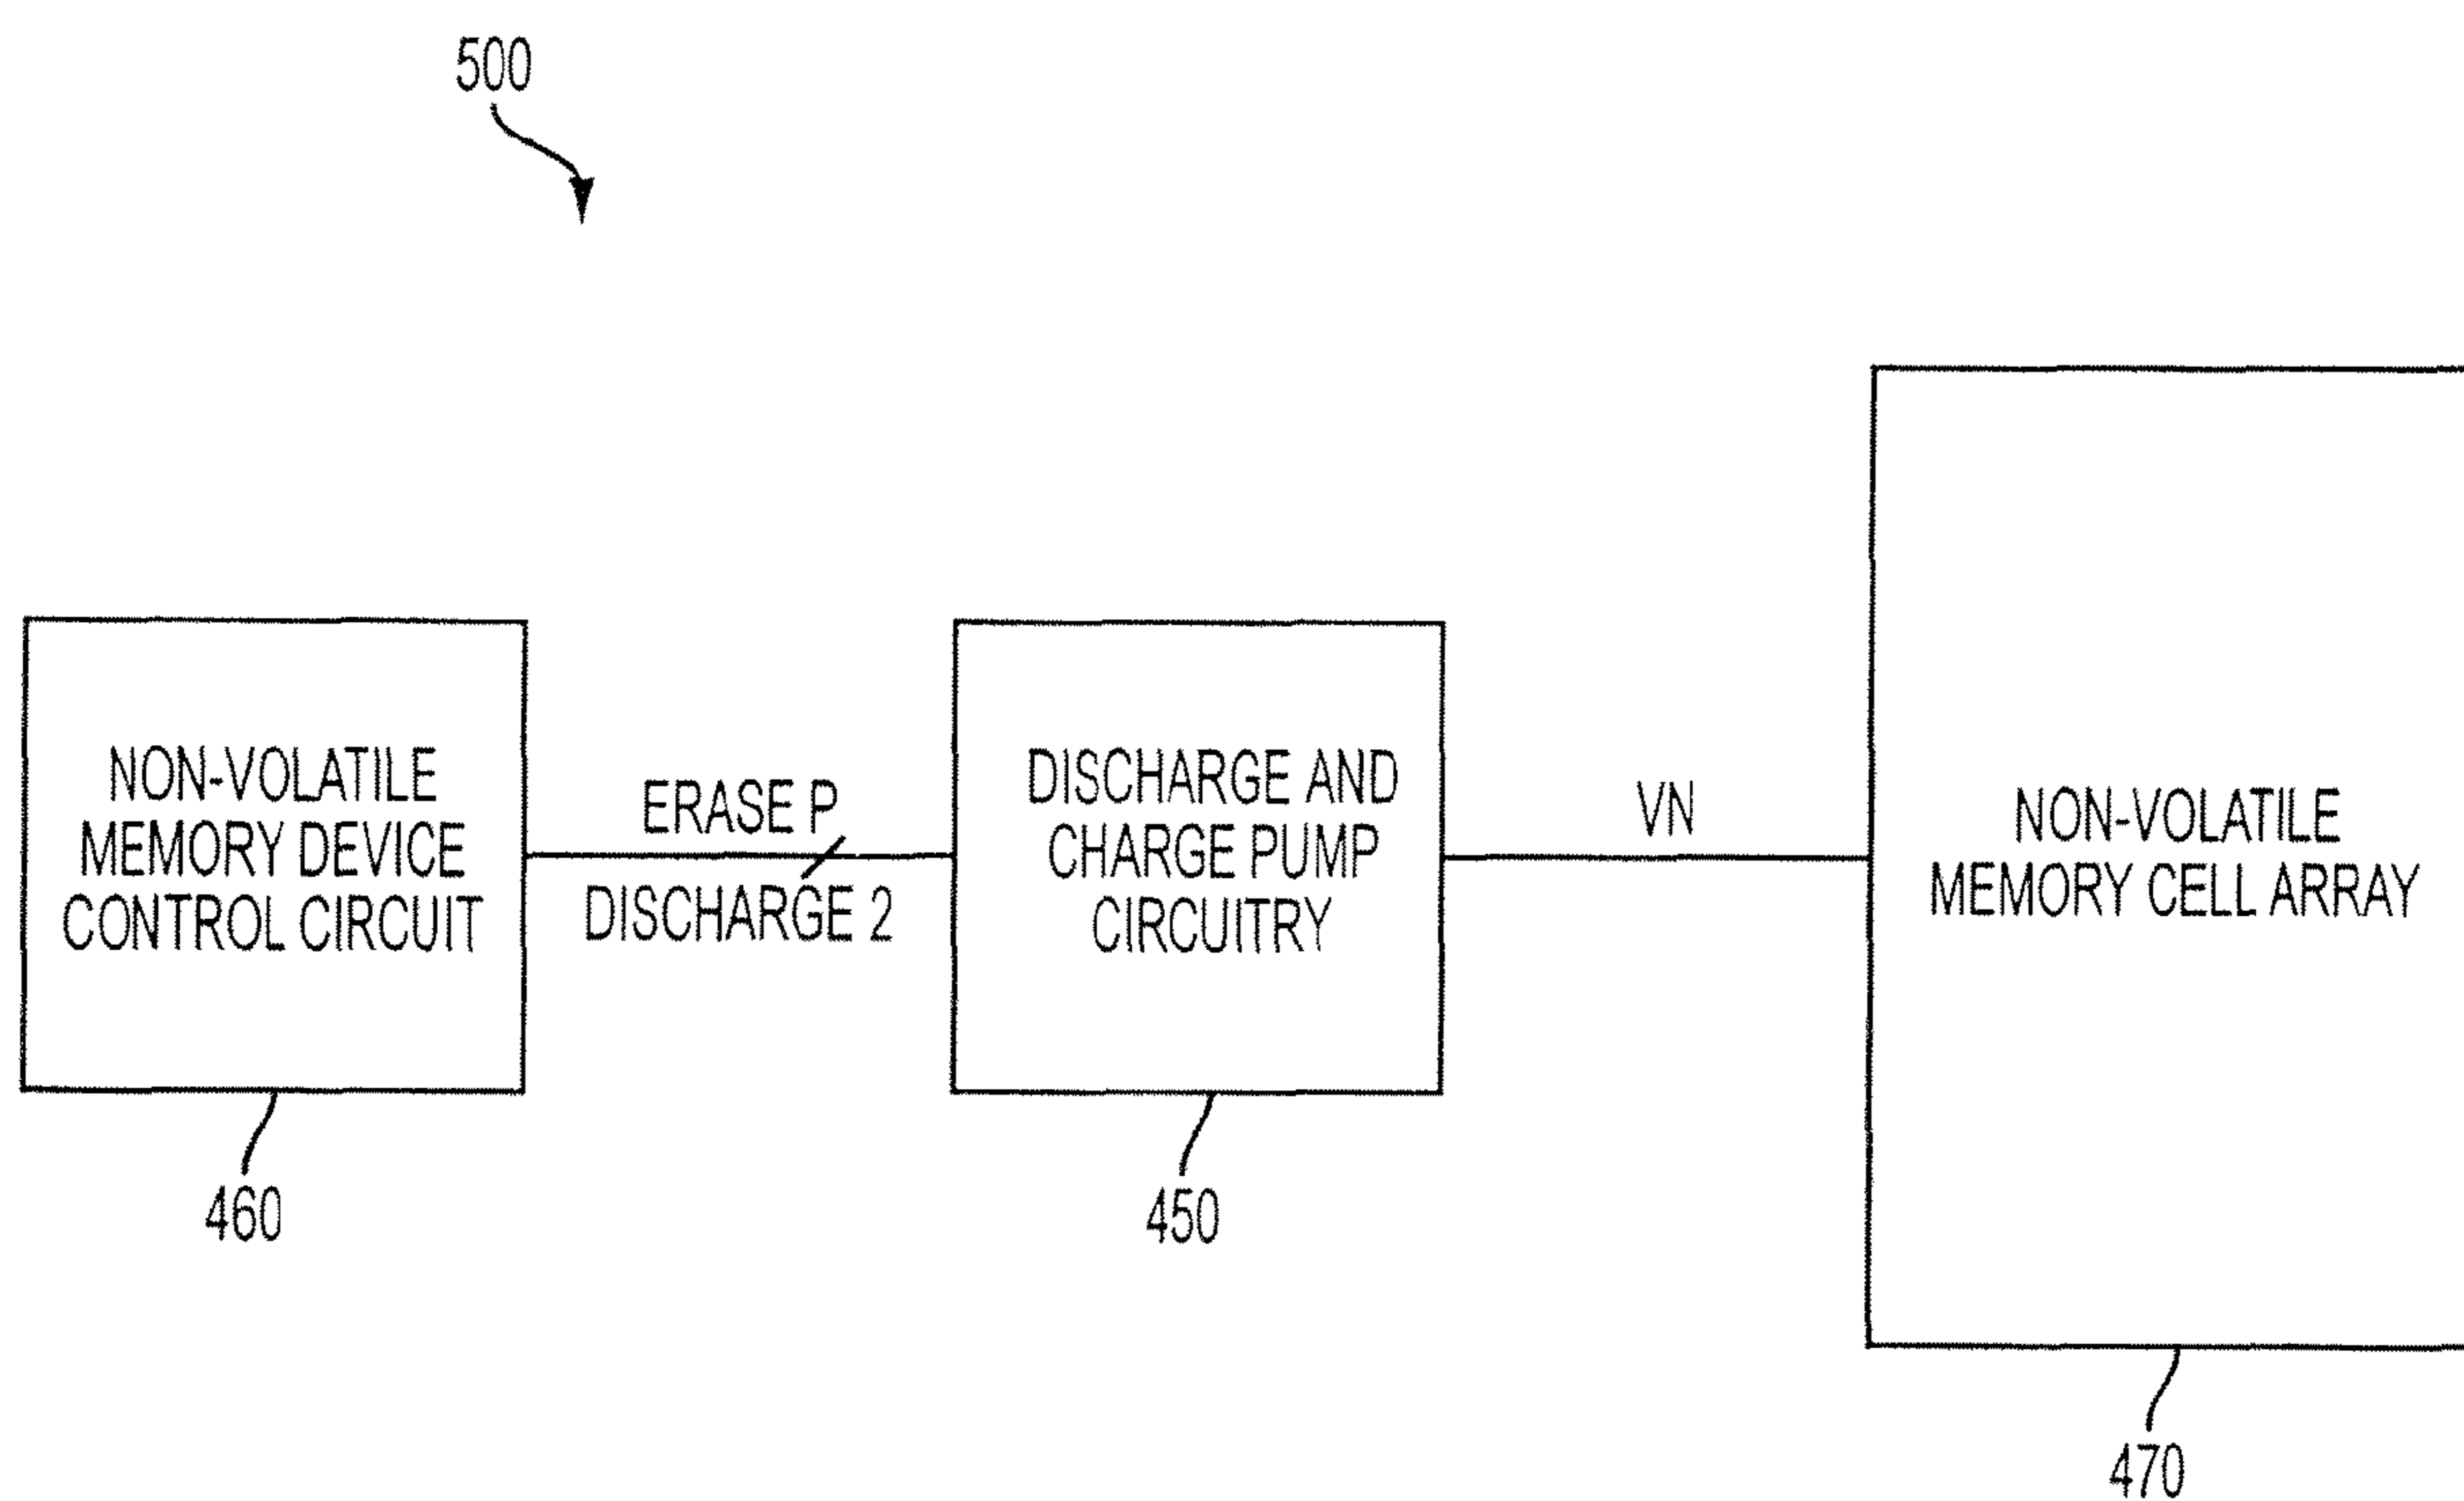 500
NON-VOLATILE
MEMORY DEVICE
CONTROL CIRCUIT
460
ERASE P
DISCHARGE 2
DISCHARGE AND
CHARGE PUMP
CIRCUITRY
450
VN
NON-VOLATILE
MEMORY CELL ARRAY
470